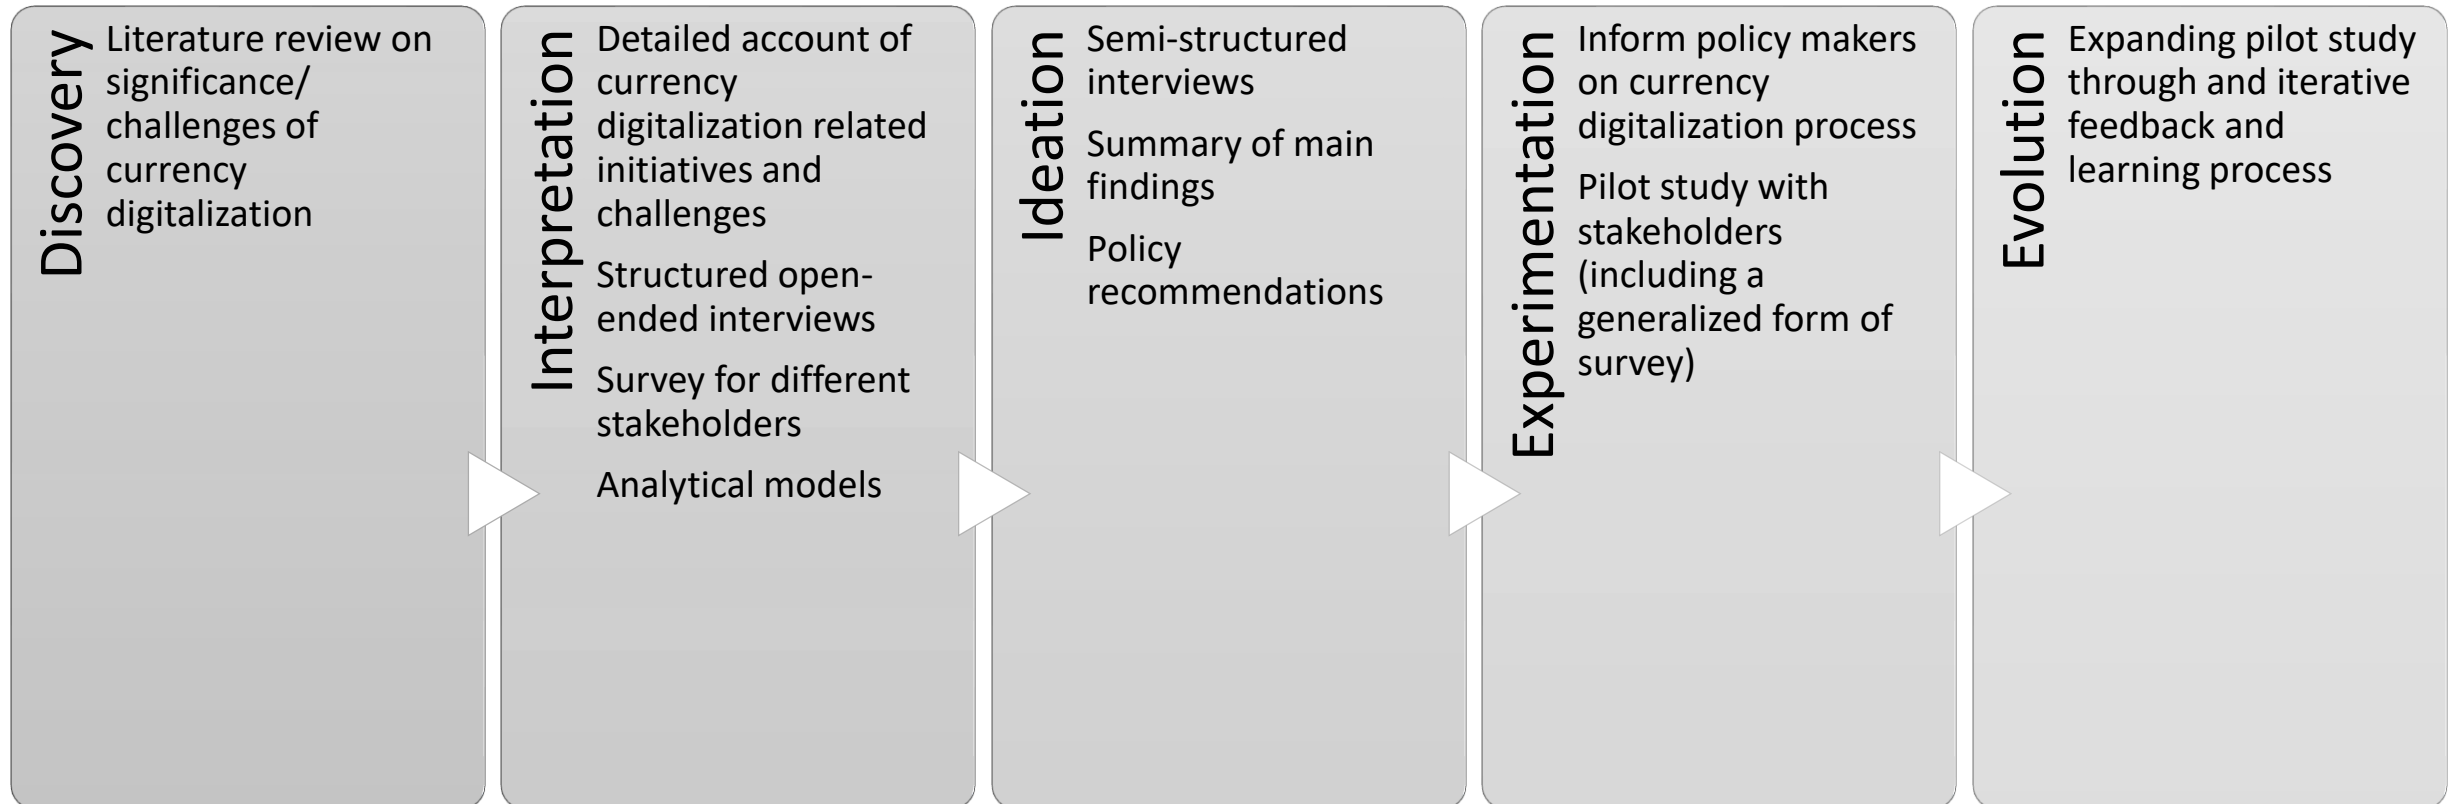 Discovery
Literature review on
significance/
challenges of
currency
digitalization
Interpretation
Detailed account of
currency
digitalization related
initiatives and
challenges
Structured open-
ended interviews
Survey for different
stakeholders
Analytical models
Ideation
Semi-structured
interviews
Summary of main
findings
Policy
recommendations
Experimentation
Inform policy makers
on currency
digitalization process
Pilot study with
stakeholders
(including a
generalized form of
survey)
Evolution
Expanding pilot study
through and iterative
feedback and
learning process